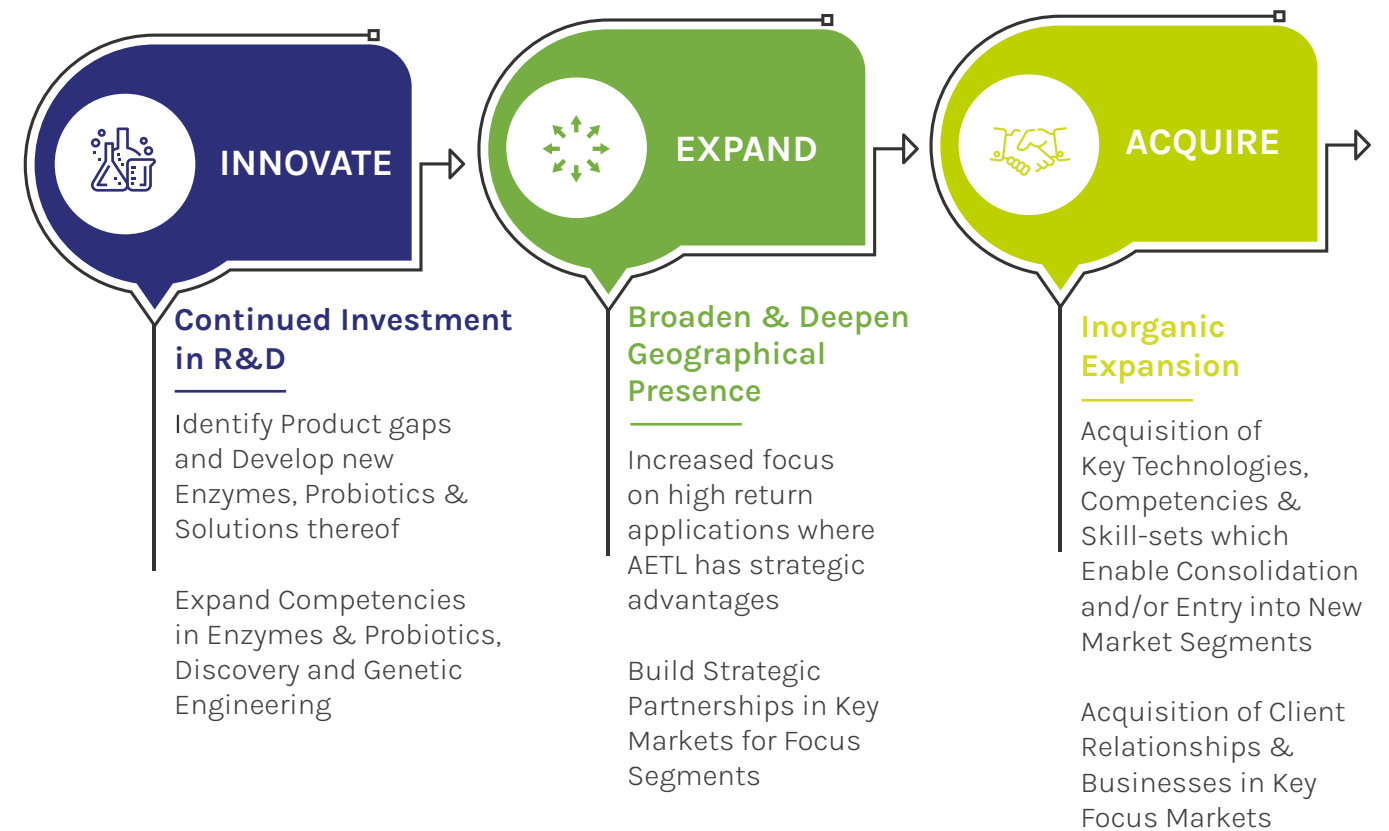 INNOVATE
Continued Investment
in R&D
Identify Product gaps
and Develop new
Enzymes, Probiotics &
Solutions thereof
Expand Competencies
in Enzymes & Probiotics,
Discovery and Genetic
Engineering
EXPAND
Broaden & Deepen
Geographical
Presence
Increased focus
on high return
applications where
AETL has strategic
advantages
Build Strategic
Partnerships in Key
Markets for Focus
Segments
ACQUIRE
Inorganic
Expansion
Acquisition of
Key Technologies,
Competencies &
Skill-sets which
Enable Consolidation
and/or Entry into New
Market Segments
Acquisition of Client
Relationships &
Businesses in Key
Focus Markets